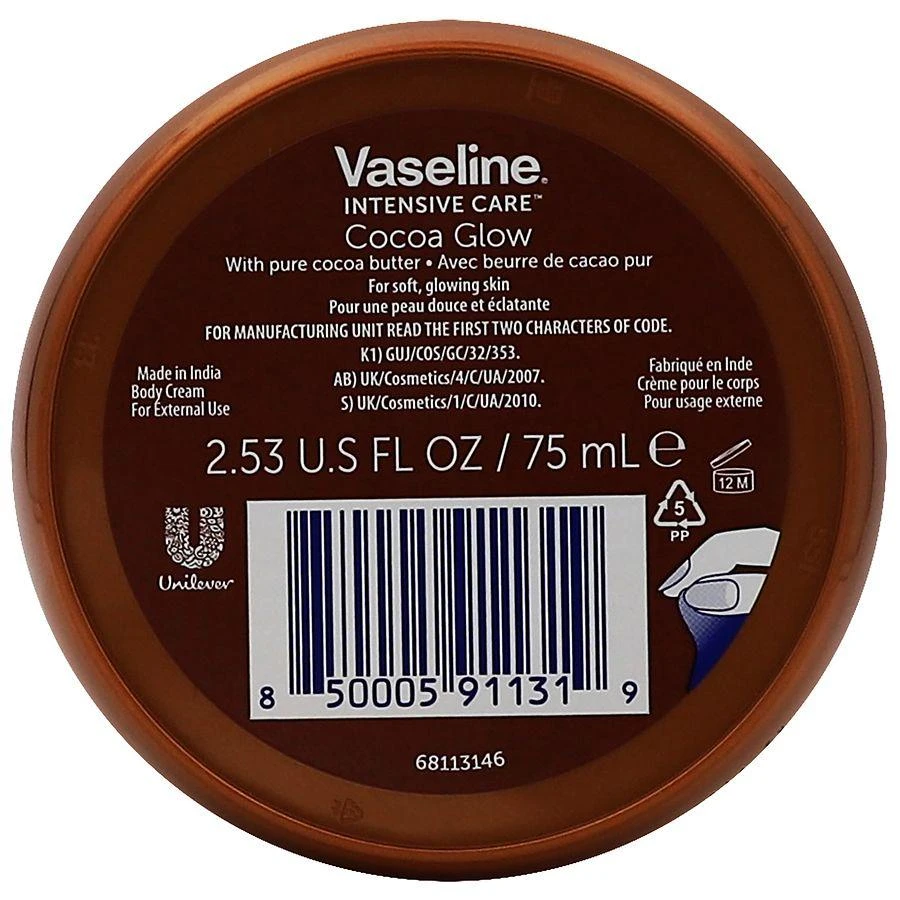 Vaseline®
INTENSIVE CARE™
Cocoa Glow
With pure cocoa butter • Avec beurre de cacao pur
For soft, glowing skin
Pour une peau douce et éclatante
FOR MANUFACTURING UNIT READ THE FIRST TWO CHARACTERS OF CODE.
K1) GUJ/COS/GC/32/353.
AB) UK/Cosmetics/4/C/UA/2007.
S) UK/Cosmetics/1/C/UA/2010.
Made in India
Body Cream
For External Use
Fabriqué en Inde
Crème pour le corps
Pour usage externe
2.53 U.S FL OZ / 75 mL ℮
12 M
5
PP
Unilever
8 50005 91131 9
68113146